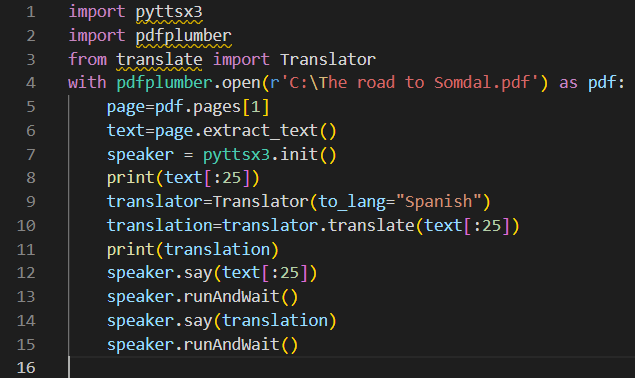 1 import pyttsx3
2 import pdfplumber
3 from translate import Translator
4 with pdfplumber.open(r'C:\The road to Somdal.pdf') as pdf:
5     page=pdf.pages[1]
6     text=page.extract_text()
7     speaker = pyttsx3.init()
8     print(text[:25])
9     translator=Translator(to_lang="Spanish")
10     translation=translator.translate(text[:25])
11     print(translation)
12     speaker.say(text[:25])
13     speaker.runAndWait()
14     speaker.say(translation)
15     speaker.runAndWait()
16